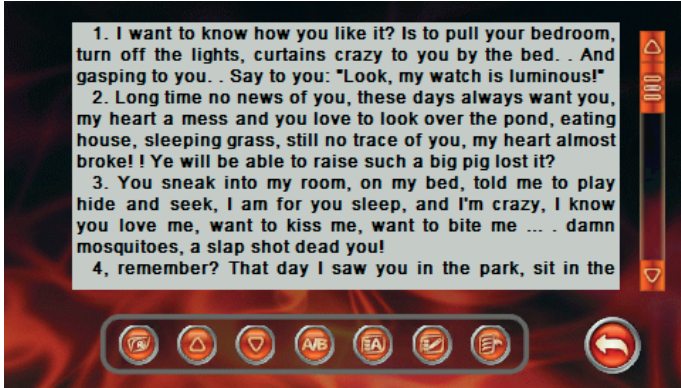 1. I want to know how you like it? Is to pull your bedroom,
turn off the lights, curtains crazy to you by the bed. . And
gasping to you. . Say to you: "Look, my watch is luminous!"
2. Long time no news of you, these days always want you,
my heart a mess and you love to look over the pond, eating
house, sleeping grass, still no trace of you, my heart almost
broke! ! Ye will be able to raise such a big pig lost it?
3. You sneak into my room, on my bed, told me to play
hide and seek, I am for you sleep, and I'm crazy, I know
you love me, want to kiss me, want to bite me ... . damn
mosquitoes, a slap shot dead you!
4, remember? That day I saw you in the park, sit in the
A/B A